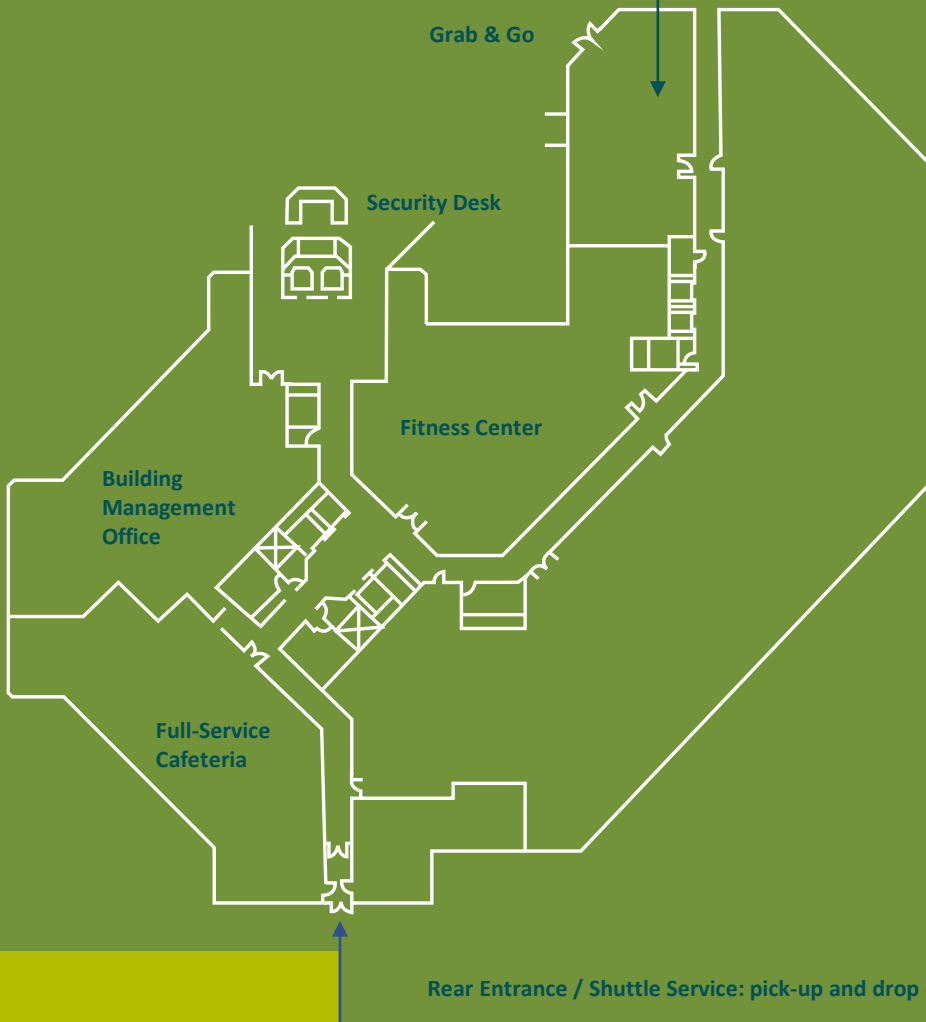 Grab & Go
Security Desk
Fitness Center
Building
Management
Office
Full-Service
Cafeteria
Rear Entrance / Shuttle Service: pick-up and drop